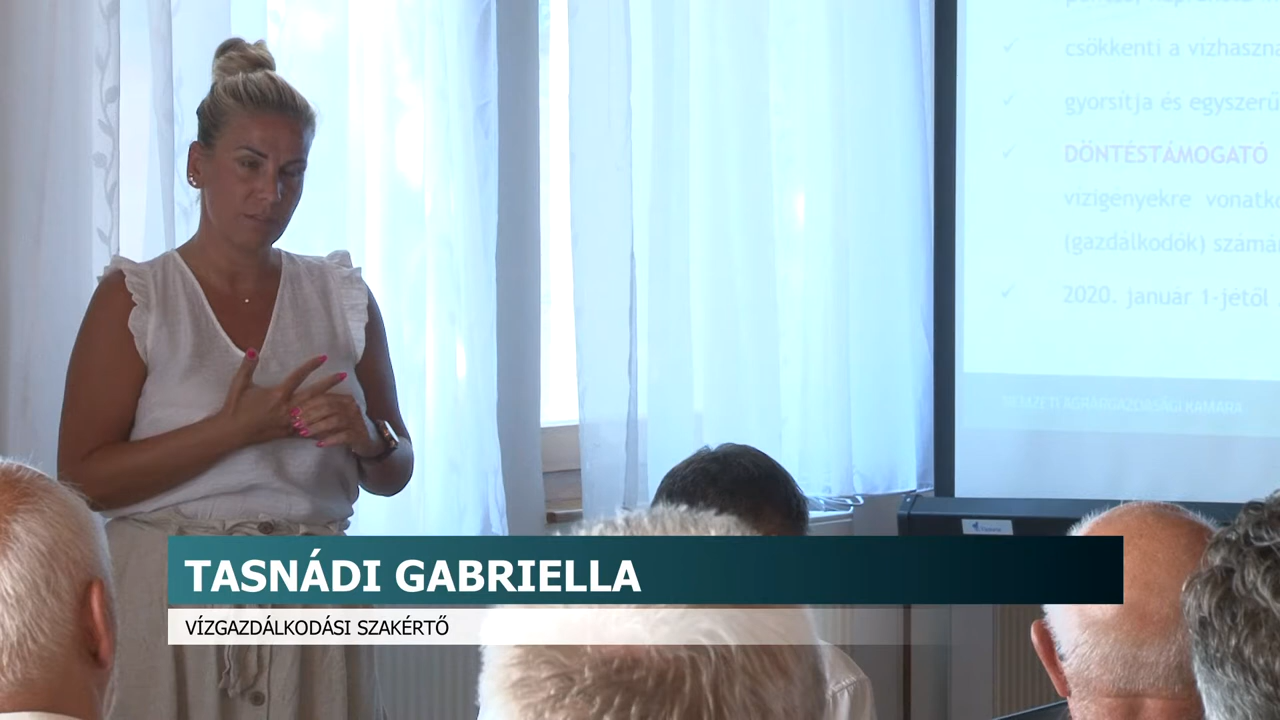 csökkenti a vízhaszná
gyorsítja és egyszerű
DÖNTÉSTÁMOGATÓ
vízigényekre vonatko
(gazdálkodók) számár
2020. január 1-jétől
NEMZETI AGRÁRGAZDASÁGI KAMARA
TASNÁDI GABRIELLA
VÍZGAZDÁLKODÁSI SZAKÉRTŐ